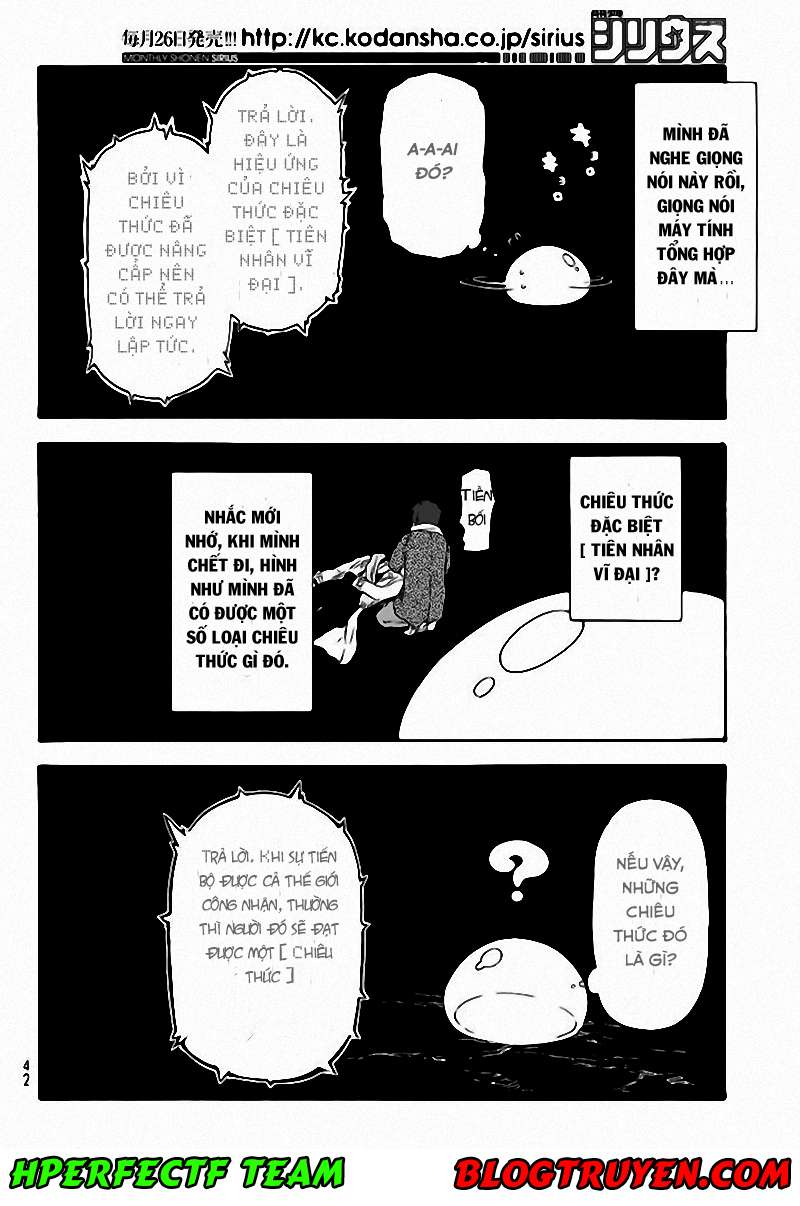 毎月26日発売!!! http://kc.kodansha.co.jp/sirius シリウス
MONTHLY SHONEN SIRIUS
MÌNH ĐÃ
NGHE GIỌNG
NÓI NÀY RỒI,
GIỌNG NÓI
MÁY TÍNH
TỔNG HỢP
ĐÂY MÀ...
A-A-AI
ĐÓ?
TRẢ LỜI.
ĐÂY LÀ
HIỆU ỨNG
CỦA CHIÊU
THỨC ĐẶC
BIỆT [ TIÊN
NHÂN VĨ
ĐẠI ].
BỞI VÌ
CHIÊU
THỨC ĐÃ
ĐƯỢC NÂNG
CẤP NÊN
CÓ THỂ TRẢ
LỜI NGAY
LẬP TỨC.
CHIÊU THỨC
ĐẶC BIỆT
[ TIÊN NHÂN
VĨ ĐẠI ]?
TIỀN
BỐI
NHẮC MỚI
NHỚ, KHI MÌNH
CHẾT ĐI, HÌNH
NHƯ MÌNH ĐÃ
CÓ ĐƯỢC MỘT
SỐ LOẠI CHIÊU
THỨC GÌ ĐÓ.
NẾU VẬY,
NHỮNG
CHIÊU
THỨC ĐÓ
LÀ GÌ?
?
TRẢ LỜI. KHI SỰ TIẾN
BỘ ĐƯỢC CẢ THẾ GIỚI
CÔNG NHẬN, THƯỜNG
THÌ NGƯỜI ĐÓ SẼ ĐẠT
ĐƯỢC MỘT [ CHIÊU
THỨC ]
42
HPERFECTF TEAM
BLOGTRUYEN.COM